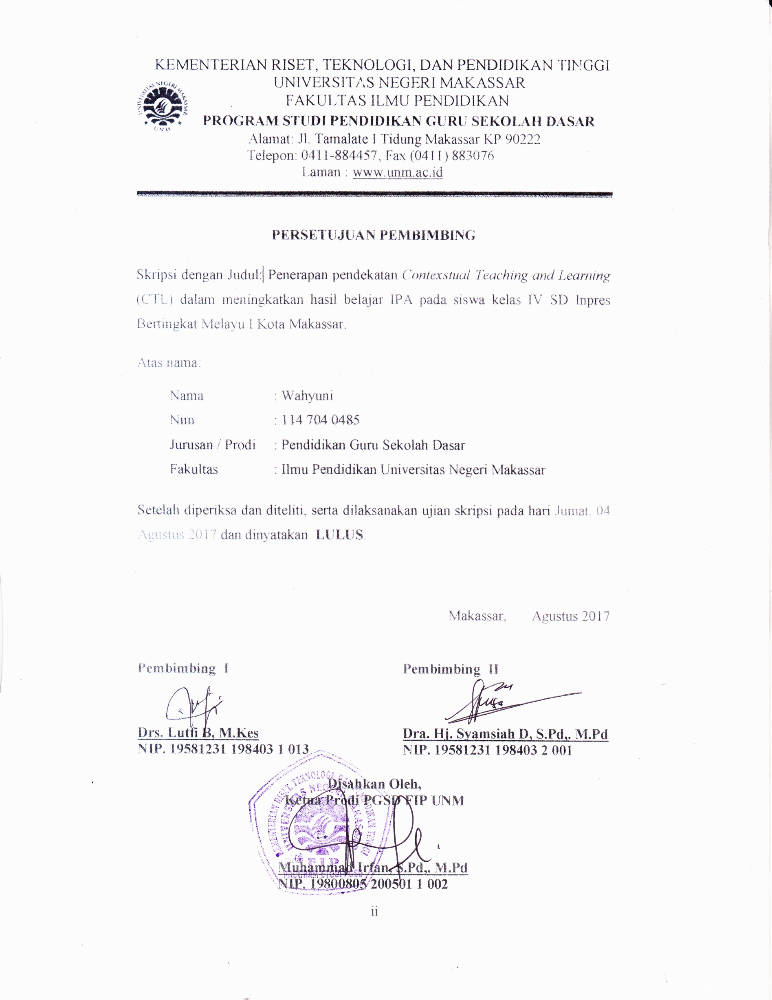 KEMENTERIAN RISET, TEKNOLOGI, DAN PENDIDIKAN TINGGI
UNIVERSITAS NEGERI MAKASSAR
FAKULTAS ILMU PENDIDIKAN
PROGRAM STUDI PENDIDIKAN GURU SEKOLAH DASAR
Alamat: Jl. Tamalate I Tidung Makassar KP 90222
Telepon: 0411-884457, Fax (0411) 883076
Laman : www.unm.ac.id
UNIVERSITAS NEGERI MAKASSAR
UNM
PERSETUJUAN PEMBIMBING
Skripsi dengan Judul: Penerapan pendekatan Contexstual Teaching and Learning
(CTL) dalam meningkatkan hasil belajar IPA pada siswa kelas IV SD Inpres
Bertingkat Melayu I Kota Makassar.
Atas nama:
Nama : Wahyuni
Nim : 114 704 0485
Jurusan / Prodi : Pendidikan Guru Sekolah Dasar
Fakultas : Ilmu Pendidikan Universitas Negeri Makassar
Setelah diperiksa dan diteliti, serta dilaksanakan ujian skripsi pada hari Jumat, 04
Agustus 2017 dan dinyatakan LULUS.
Makassar, Agustus 2017
Pembimbing I Pembimbing II
Drs. Lutfi B, M.Kes Dra. Hj. Syamsiah D, S.Pd,. M.Pd
NIP. 19581231 198403 1 013 NIP. 19581231 198403 2 001
Disahkan Oleh,
Ketua Prodi PGSD FIP UNM
KEMENTERIAN RISET, TEKNOLOGI, DAN PENDIDIKAN TINGGI
UNIVERSITAS NEGERI MAKASSAR
FIP
PROGRAM STUDI PGSD
Muhammad Irfan, S.Pd,. M.Pd
NIP. 19800805 200501 1 002
ii